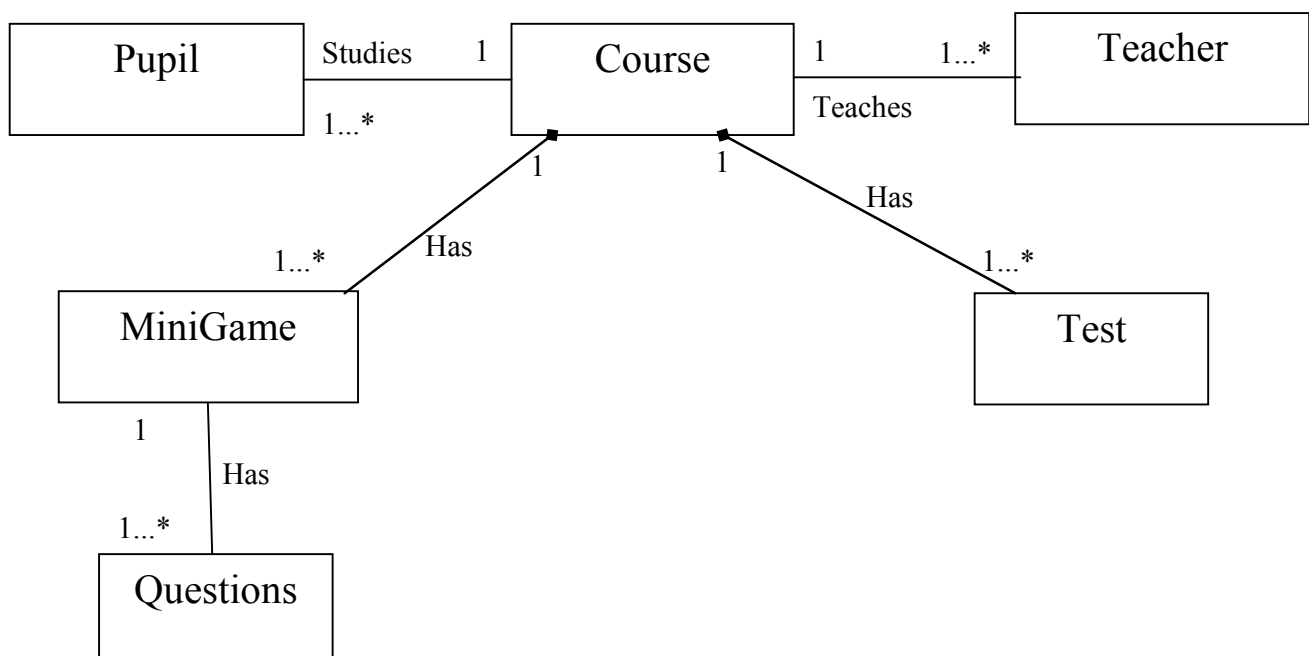 Pupil
Studies
1
1...*
Course
1
1...*
Teaches
Teacher
1
1
Has
Has
1...*
1...*
MiniGame
Test
1
Has
1...*
Questions